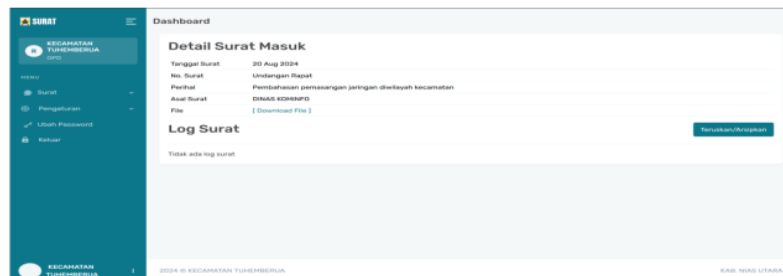 SURAT
KECAMATAN
TUHEMBERUA
OPD
MENU
Surat
Pengaturan
Ubah Password
Keluar
KECAMATAN
TUHEMBERUA
Dashboard
Detail Surat Masuk
Tanggal Surat 20 Aug 2024
No. Surat Undangan Rapat
Perihal Pembahasan pemasangan jaringan diwilayah kecamatan
Asal Surat DINAS KOMINFO
File [ Download File ]
Log Surat
Teruskan/Arsipkan
Tidak ada log surat
2024 © KECAMATAN TUHEMBERUA
KAB. NIAS UTARA